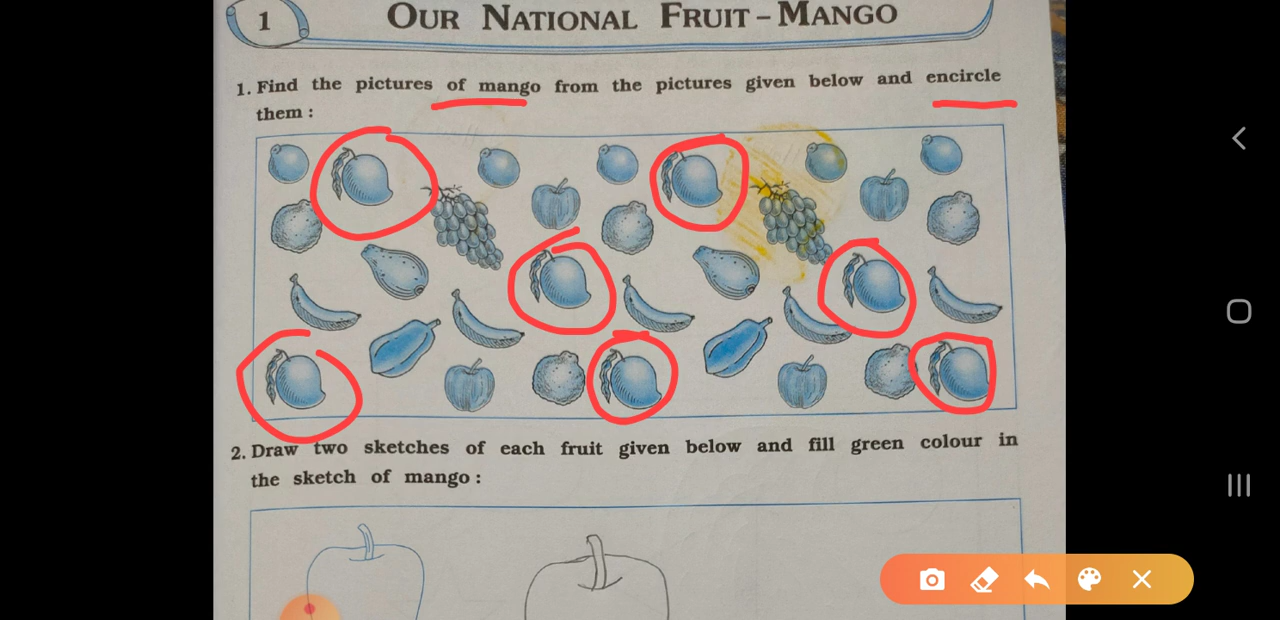 1
OUR NATIONAL FRUIT – MANGO
1. Find the pictures of mango from the pictures given below and encircle
them :
2. Draw two sketches of each fruit given below and fill green colour in
the sketch of mango :